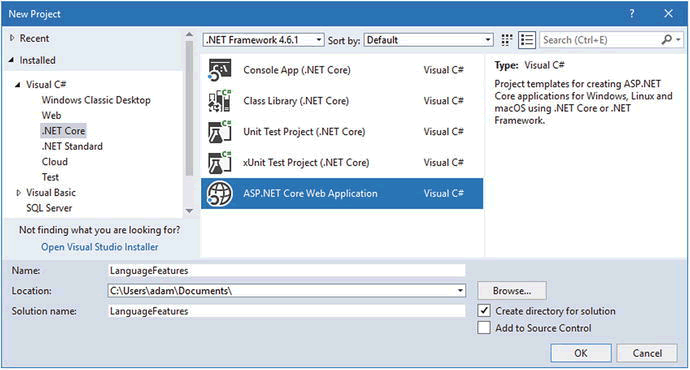 New Project
? ×
Recent
Installed
Visual C#
Windows Classic Desktop
Web
.NET Core
.NET Standard
Cloud
Test
Visual Basic
SQL Server
Not finding what you are looking for?
Open Visual Studio Installer
.NET Framework 4.6.1 Sort by: Default Search (Ctrl+E)
Console App (.NET Core) Visual C#
Class Library (.NET Core) Visual C#
Unit Test Project (.NET Core) Visual C#
xUnit Test Project (.NET Core) Visual C#
ASP.NET Core Web Application Visual C#
Type: Visual C#
Project templates for creating ASP.NET
Core applications for Windows, Linux and
macOS using .NET Core or .NET
Framework.
Name: LanguageFeatures
Location: C:\Users\adam\Documents\ Browse...
Solution name: LanguageFeatures
Create directory for solution
Add to Source Control
OK Cancel